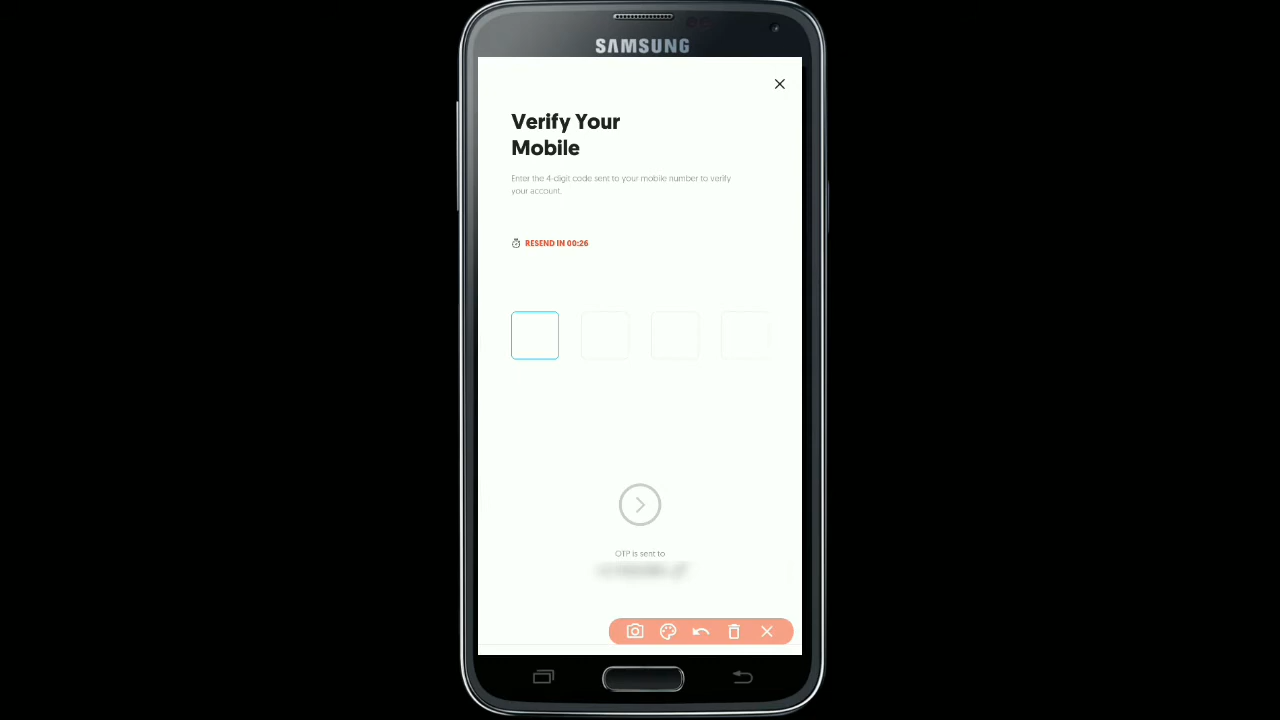 SAMSUNG
Verify Your
Mobile
Enter the 4-digit code sent to your mobile number to verify
your account.
RESEND IN 00:26
OTP is sent to